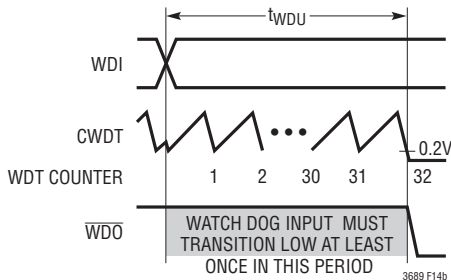 tWDU
WDI
CWDT
0.2V
WDT COUNTER 1 2 30 31 32
WDO
WATCH DOG INPUT MUST
TRANSITION LOW AT LEAST
ONCE IN THIS PERIOD
3689 F14b